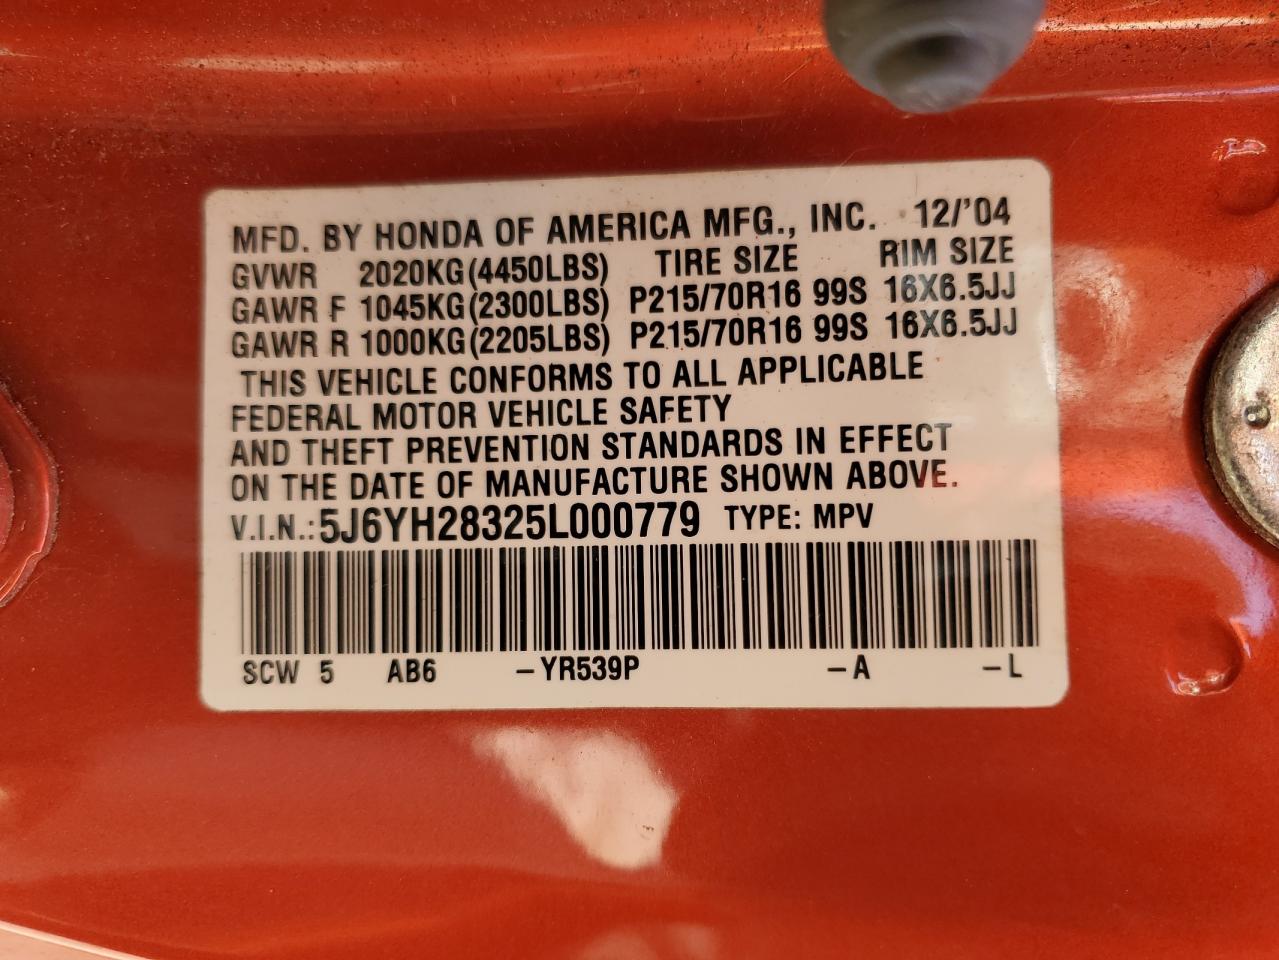 MFD. BY HONDA OF AMERICA MFG., INC. 12/'04
GVWR 2020KG(4450LBS) TIRE SIZE RIM SIZE
GAWR F 1045KG(2300LBS) P215/70R16 99S 16X6.5JJ
GAWR R 1000KG(2205LBS) P215/70R16 99S 16X6.5JJ
THIS VEHICLE CONFORMS TO ALL APPLICABLE
FEDERAL MOTOR VEHICLE SAFETY
AND THEFT PREVENTION STANDARDS IN EFFECT
ON THE DATE OF MANUFACTURE SHOWN ABOVE.
V.I.N.: 5J6YH28325L000779 TYPE: MPV
SCW 5 AB6 -YR539P -A -L